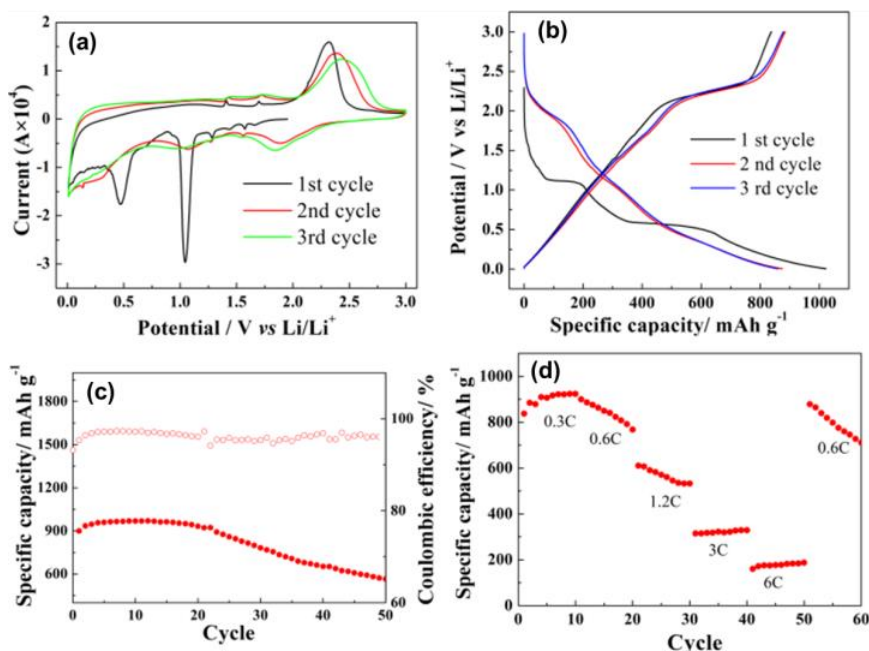 (a)
Current (A×10⁴)
1
0
-1
-2
-3
0.0 0.5 1.0 1.5 2.0 2.5 3.0
Potential / V vs Li/Li⁺
1st cycle
2nd cycle
3rd cycle
(b)
Potential / V vs Li/Li⁺
3.0
2.5
2.0
1.5
1.0
0.5
0.0
0 200 400 600 800 1000
Specific capacity/ mAh g⁻¹
1 st cycle
2 nd cycle
3 rd cycle
(c)
Specific capacity/ mAh g⁻¹
1800
1500
1200
900
600
0 10 20 30 40 50
Cycle
100
80
60
Coulombic efficiency/ %
(d)
Specific capacity/ mAh g⁻¹
1000
800
600
400
200
0
0 10 20 30 40 50 60
Cycle
0.3C
0.6C
1.2C
3C
6C
0.6C